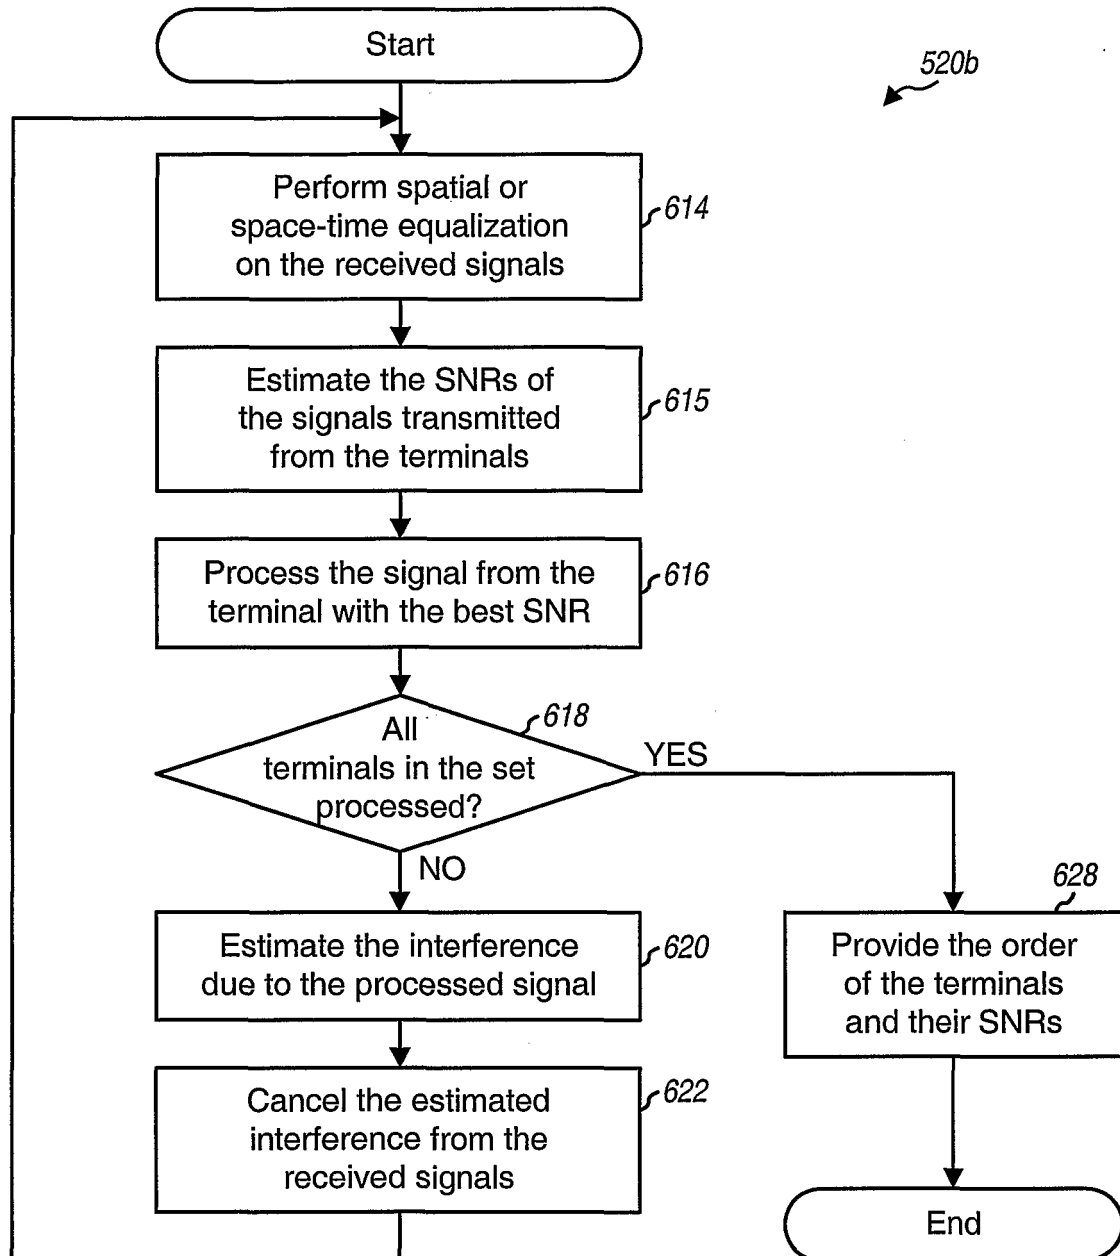 Start
520b
Perform spatial or
space-time equalization
on the received signals
614
Estimate the SNRs of
the signals transmitted
from the terminals
615
Process the signal from the
terminal with the best SNR
616
All
terminals in the set
processed?
618
YES
NO
Estimate the interference
due to the processed signal
620
628
Provide the order
of the terminals
and their SNRs
Cancel the estimated
interference from the
received signals
622
End